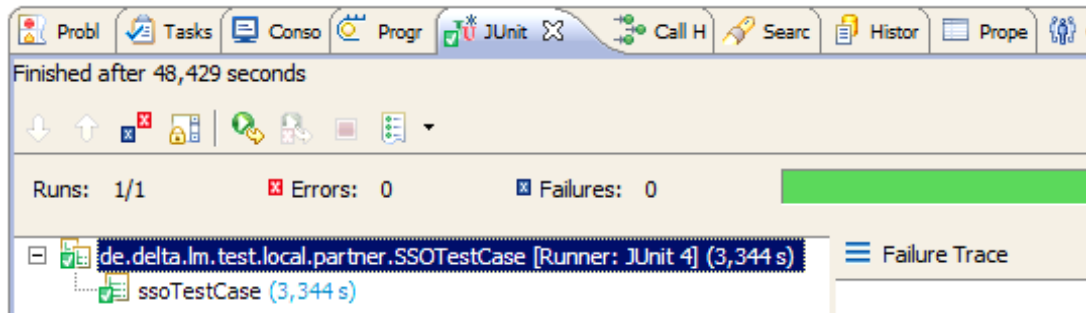 Probl Tasks Conso Progr JUnit Call H Searc Histor Prope
Finished after 48,429 seconds
Runs: 1/1 Errors: 0 Failures: 0
de.delta.lm.test.local.partner.SSOTestCase [Runner: JUnit 4] (3,344 s) Failure Trace
ssoTestCase (3,344 s)